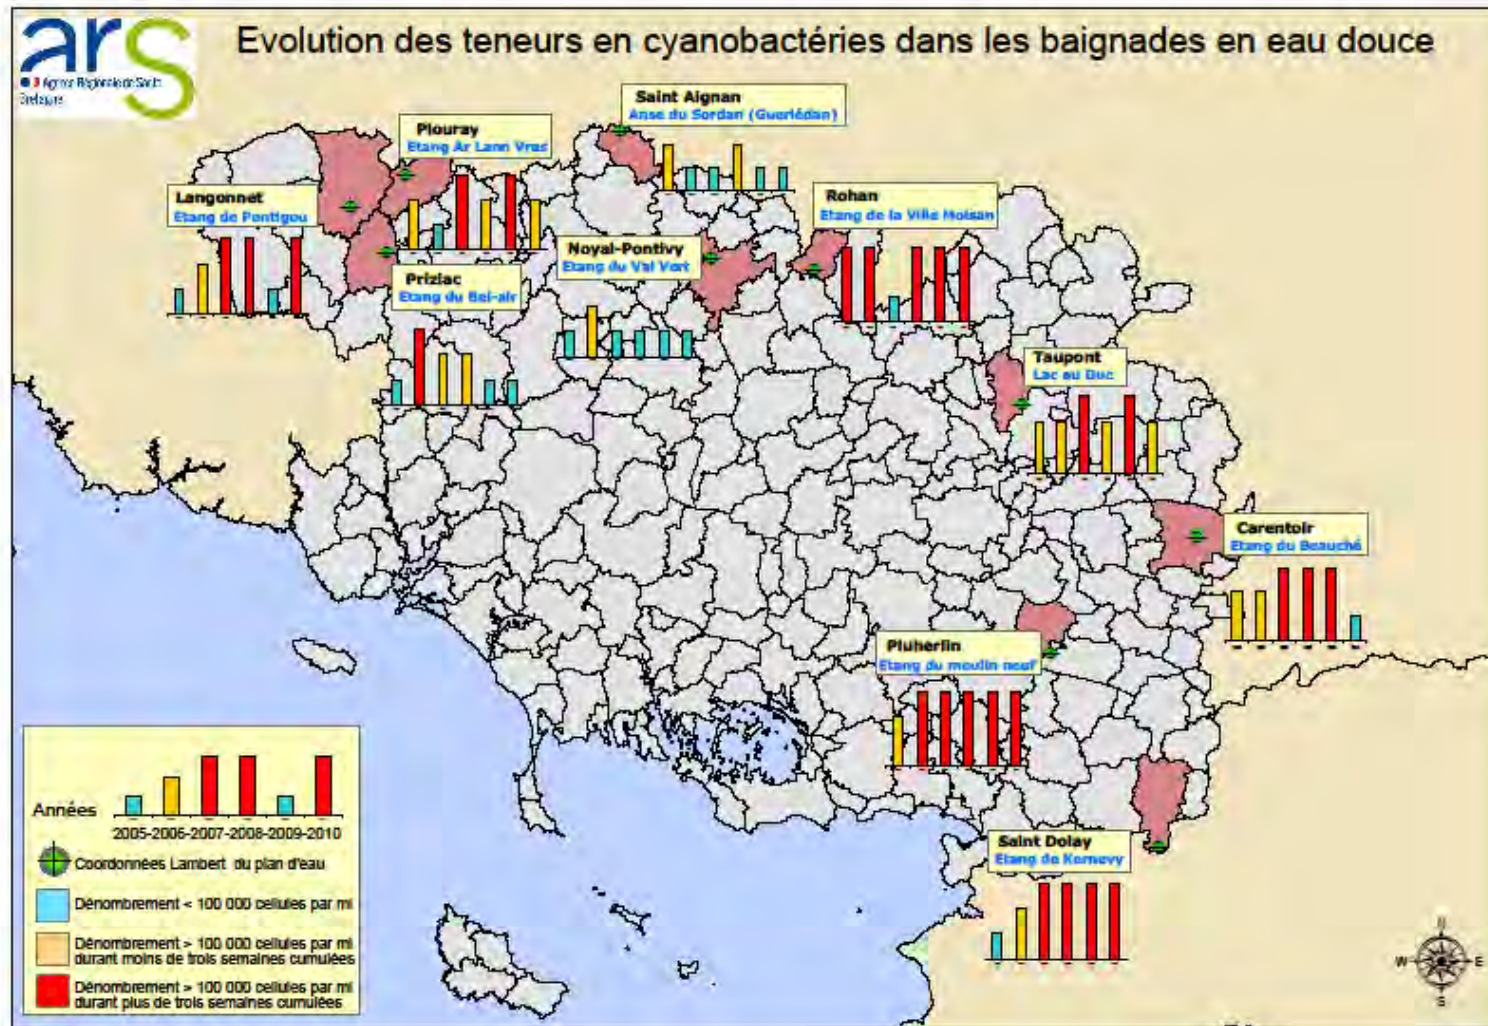 ars
Agence Régionale de Santé
Bretagne
Evolution des teneurs en cyanobactéries dans les baignades en eau douce
Saint Aignan
Anse du Sordan (Guerlédan)
Plouray
Etang Ar Lann Vras
Langonnet
Etang de Pontigou
Rohan
Etang de la Ville Moisan
Noyal-Pontivy
Etang du Val Vert
Priziac
Etang du Bel-air
Taupont
Lac au Duc
Carentoir
Etang du Beauché
Pluherlin
Etang du moulin neuf
Saint Dolay
Etang de Kernevy
Années
2005-2006-2007-2008-2009-2010
Coordonnées Lambert du plan d'eau
Dénombrement < 100 000 cellules par ml
Dénombrement > 100 000 cellules par ml
durant moins de trois semaines cumulées
Dénombrement > 100 000 cellules par ml
durant plus de trois semaines cumulées
N
W E
S